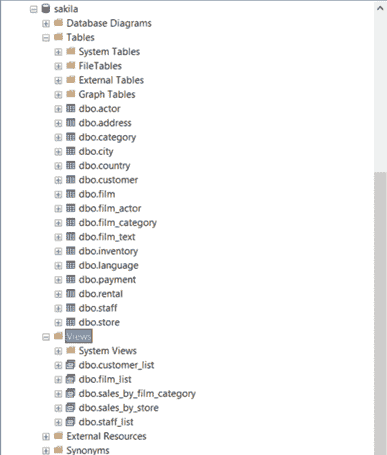 sakila
Database Diagrams
Tables
System Tables
FileTables
External Tables
Graph Tables
dbo.actor
dbo.address
dbo.category
dbo.city
dbo.country
dbo.customer
dbo.film
dbo.film_actor
dbo.film_category
dbo.film_text
dbo.inventory
dbo.language
dbo.payment
dbo.rental
dbo.staff
dbo.store
Views
System Views
dbo.customer_list
dbo.film_list
dbo.sales_by_film_category
dbo.sales_by_store
dbo.staff_list
External Resources
Synonyms